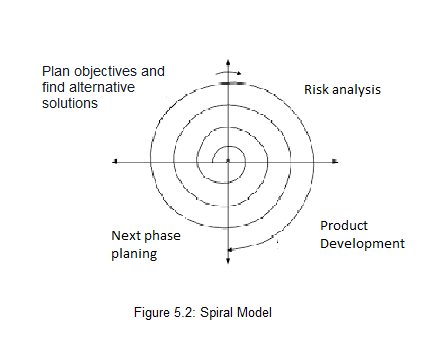 Plan objectives and
find alternative
solutions
Risk analysis
Next phase
planing
Product
Development
Figure 5.2: Spiral Model